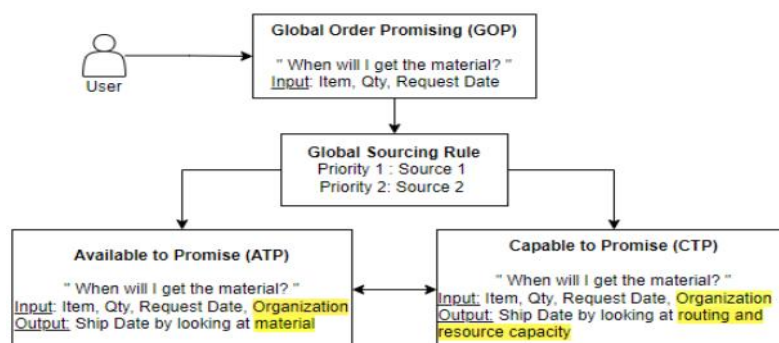 Global Order Promising (GOP)
" When will I get the material? "
Input: Item, Qty, Request Date
User
Global Sourcing Rule
Priority 1 : Source 1
Priority 2: Source 2
Available to Promise (ATP)
" When will I get the material? "
Input: Item, Qty, Request Date, Organization
Output: Ship Date by looking at material
Capable to Promise (CTP)
" When will I get the material? "
Input: Item, Qty, Request Date, Organization
Output: Ship Date by looking at routing and
resource capacity